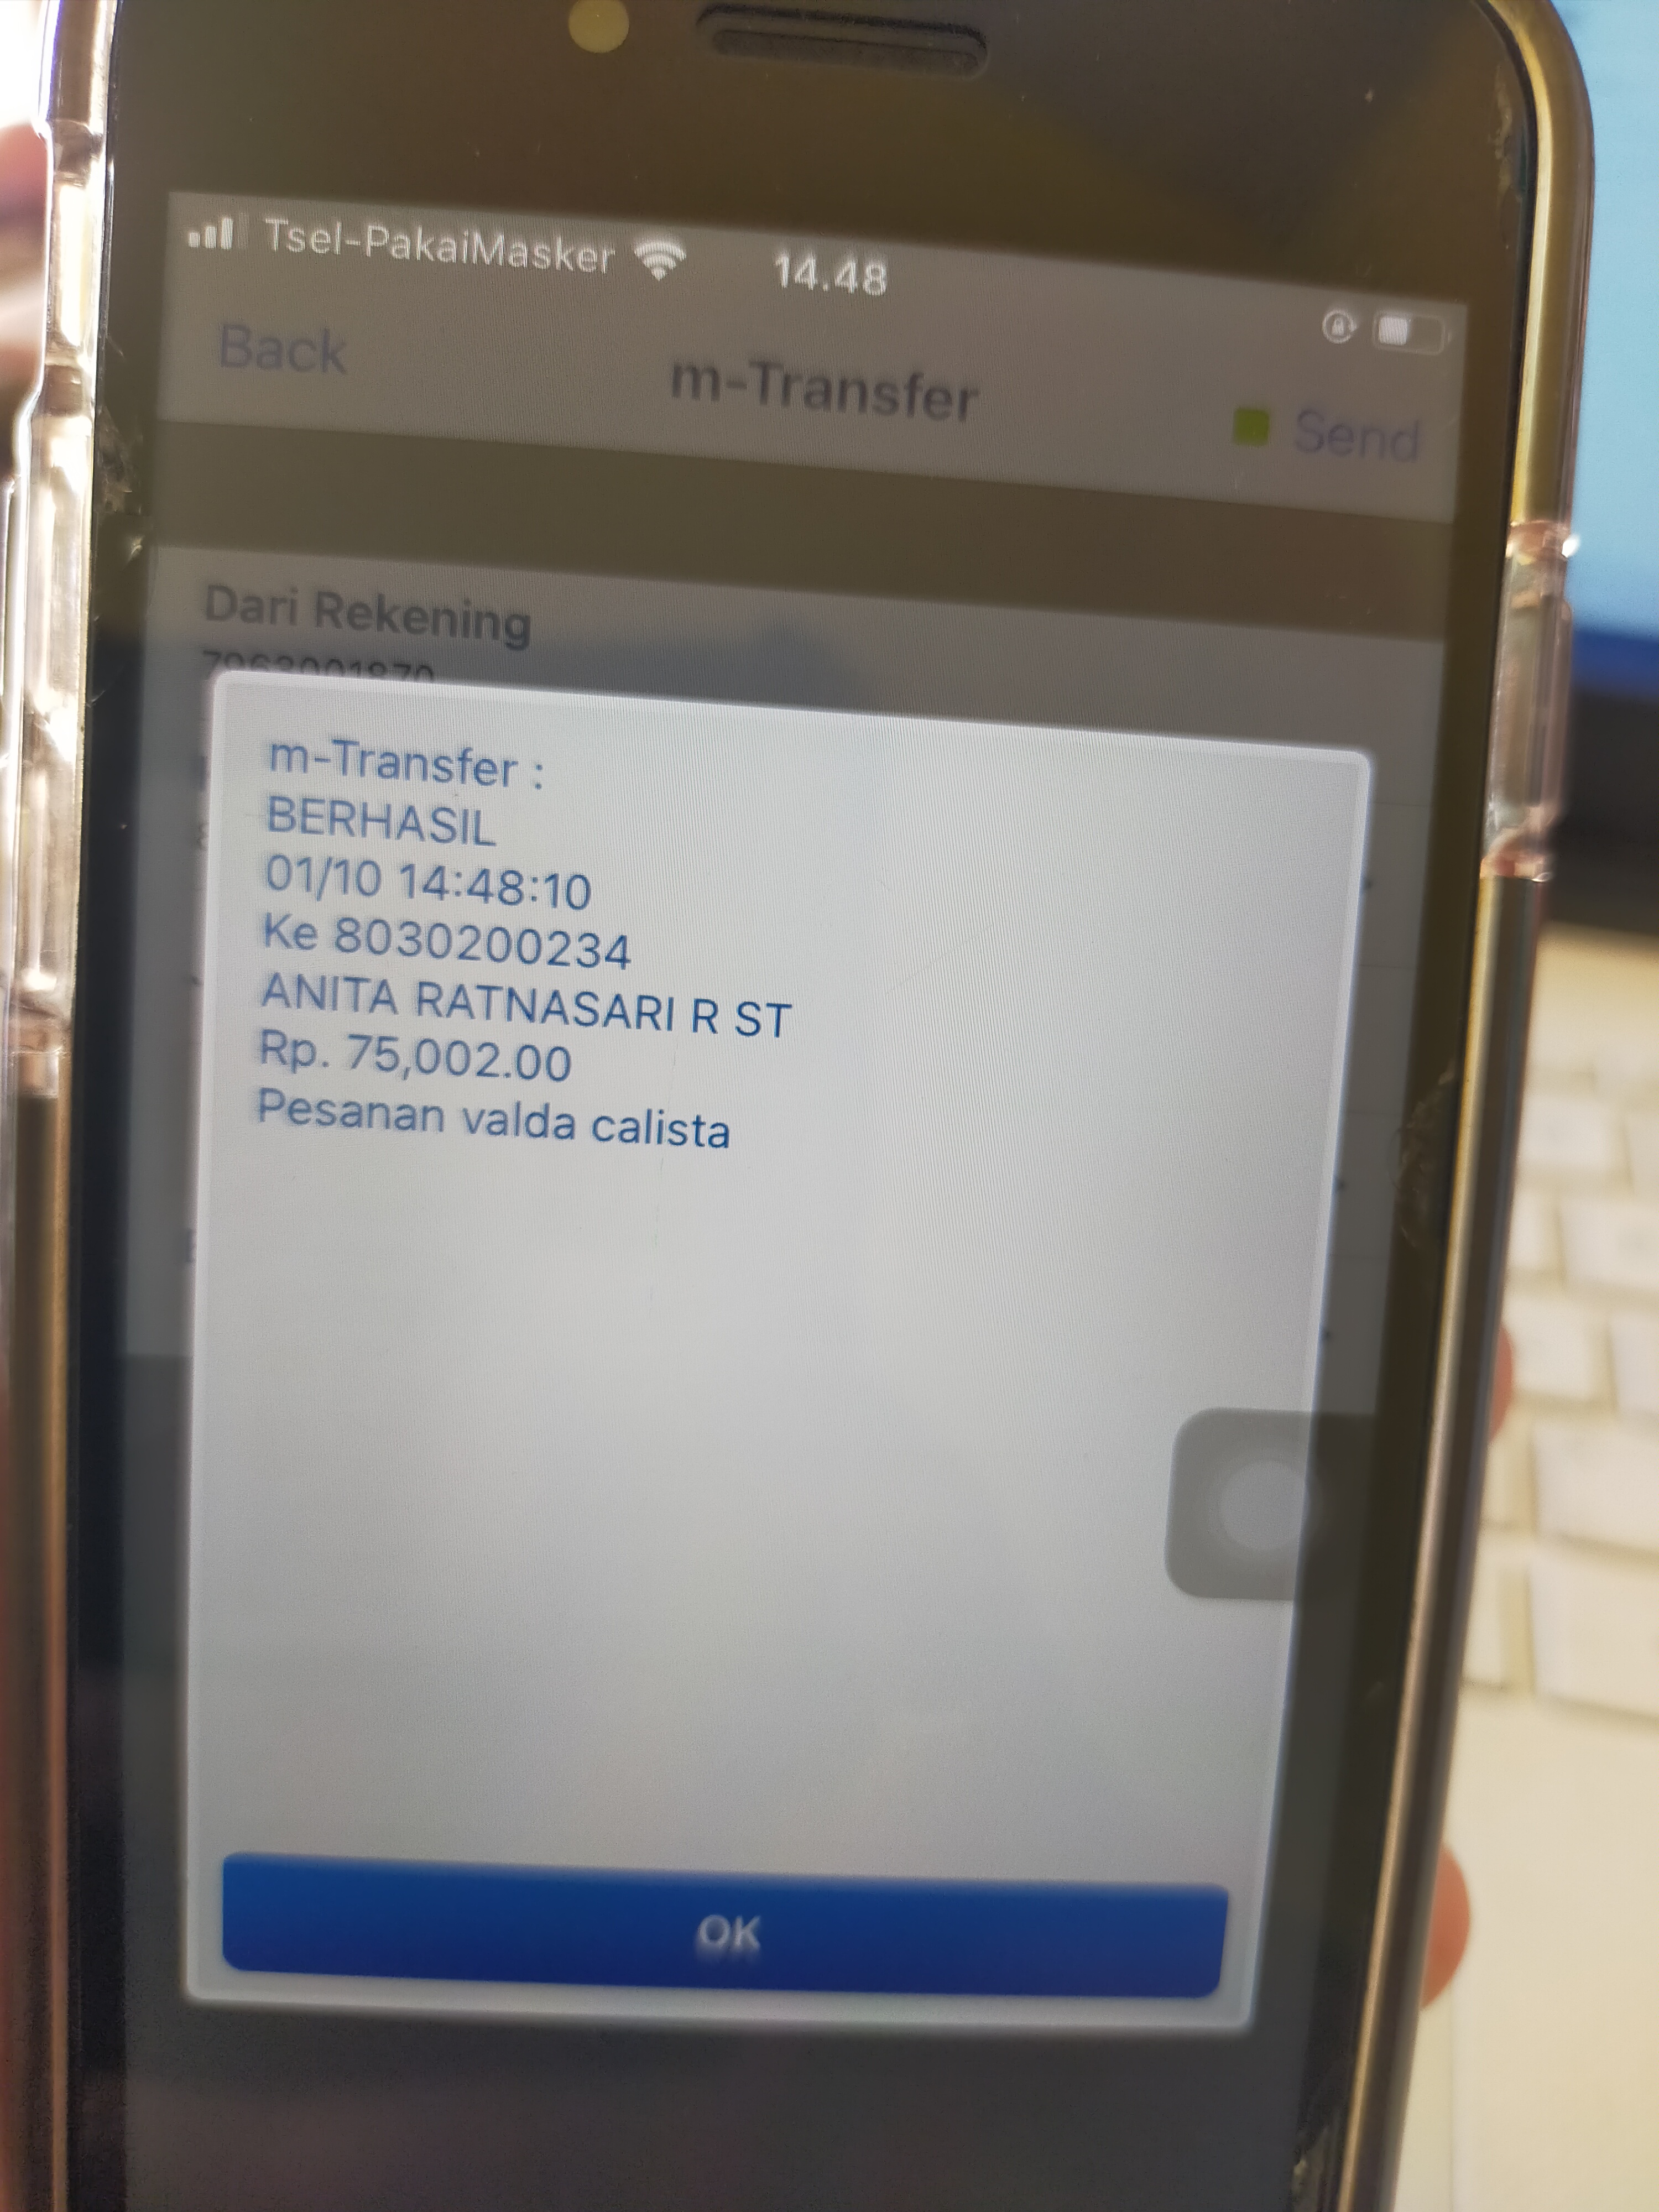 Tsel-PakaiMasker 14.48
Back m-Transfer Send
Dari Rekening
m-Transfer :
BERHASIL
01/10 14:48:10
Ke 8030200234
ANITA RATNASARI R ST
Rp. 75,002.00
Pesanan valda calista
OK